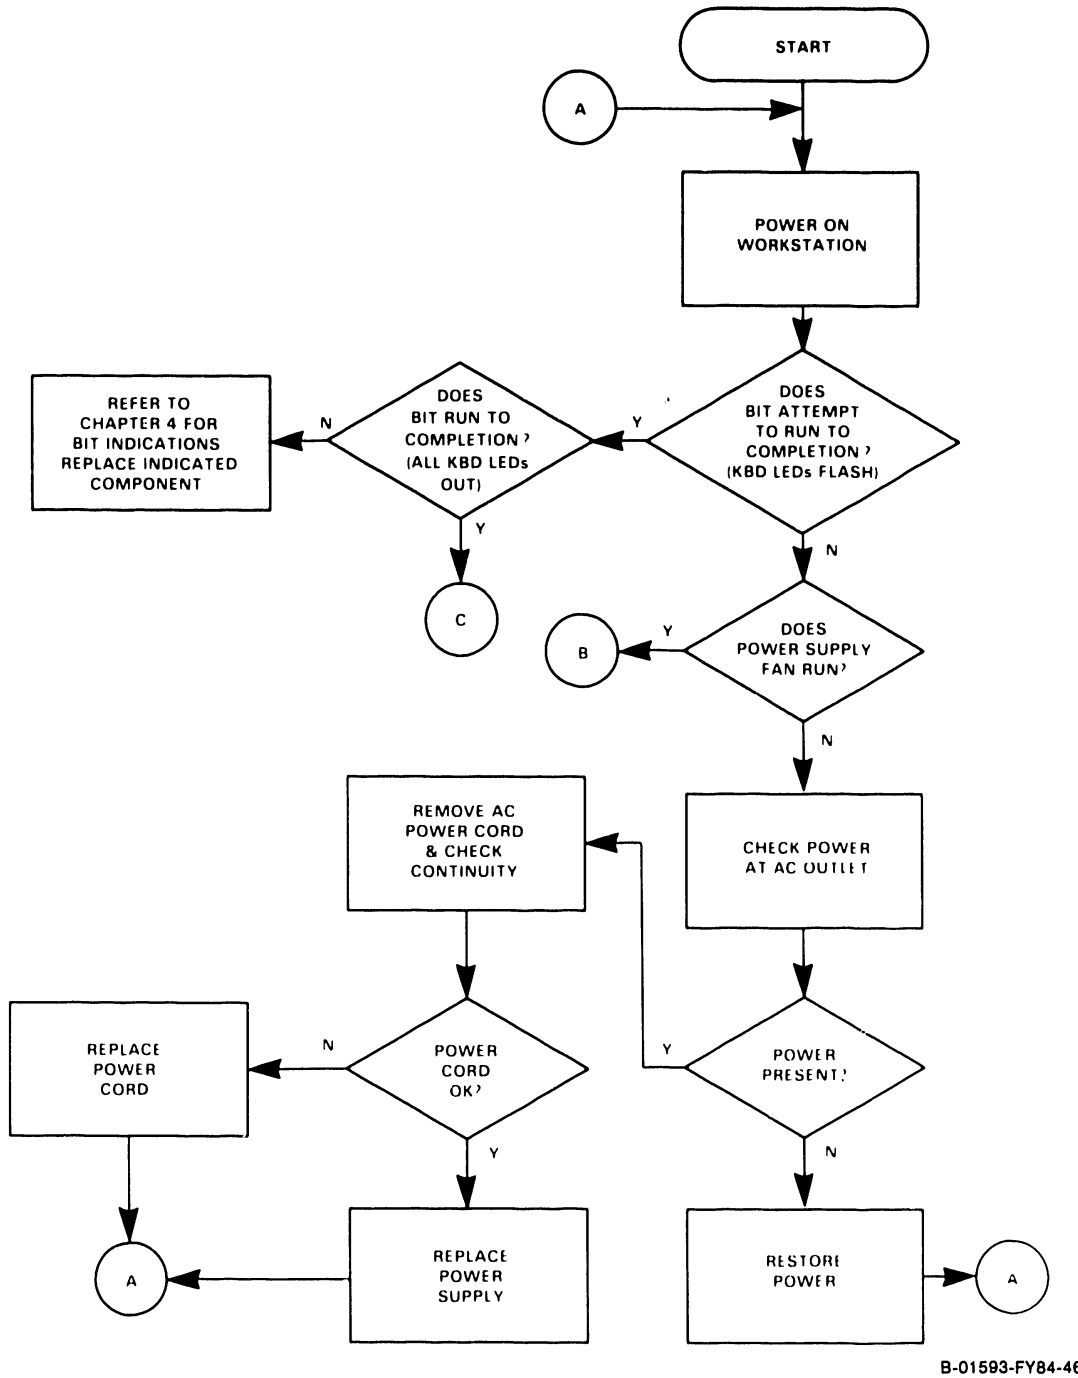 START
A
POWER ON
WORKSTATION
DOES
BIT ATTEMPT
TO RUN TO
COMPLETION?
(KBD LEDs FLASH)
Y
N
DOES
BIT RUN TO
COMPLETION?
(ALL KBD LEDs
OUT)
N
Y
REFER TO
CHAPTER 4 FOR
BIT INDICATIONS
REPLACE INDICATED
COMPONENT
C
DOES
POWER SUPPLY
FAN RUN?
Y
N
B
CHECK POWER
AT AC OUTLET
REMOVE AC
POWER CORD
& CHECK
CONTINUITY
POWER
PRESENT?
Y
N
POWER
CORD
OK?
N
Y
REPLACE
POWER
CORD
A
REPLACE
POWER
SUPPLY
RESTORE
POWER
A
B-01593-FY84-46